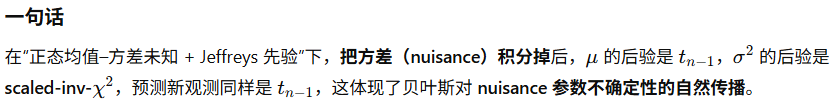 一句话
在“正态均值–方差未知 + Jeffreys 先验”下，把方差（nuisance）积分掉后，μ 的后验是 tₙ₋₁，σ² 的后验是
scaled-inv-χ²，预测新观测同样是 tₙ₋₁，这体现了贝叶斯对 nuisance 参数不确定性的自然传播。